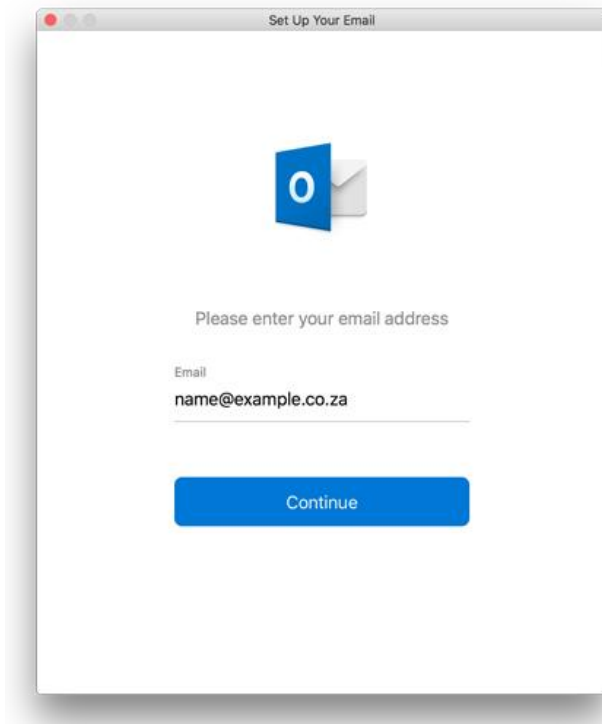 Set Up Your Email
O
Please enter your email address
Email
name@example.co.za
Continue